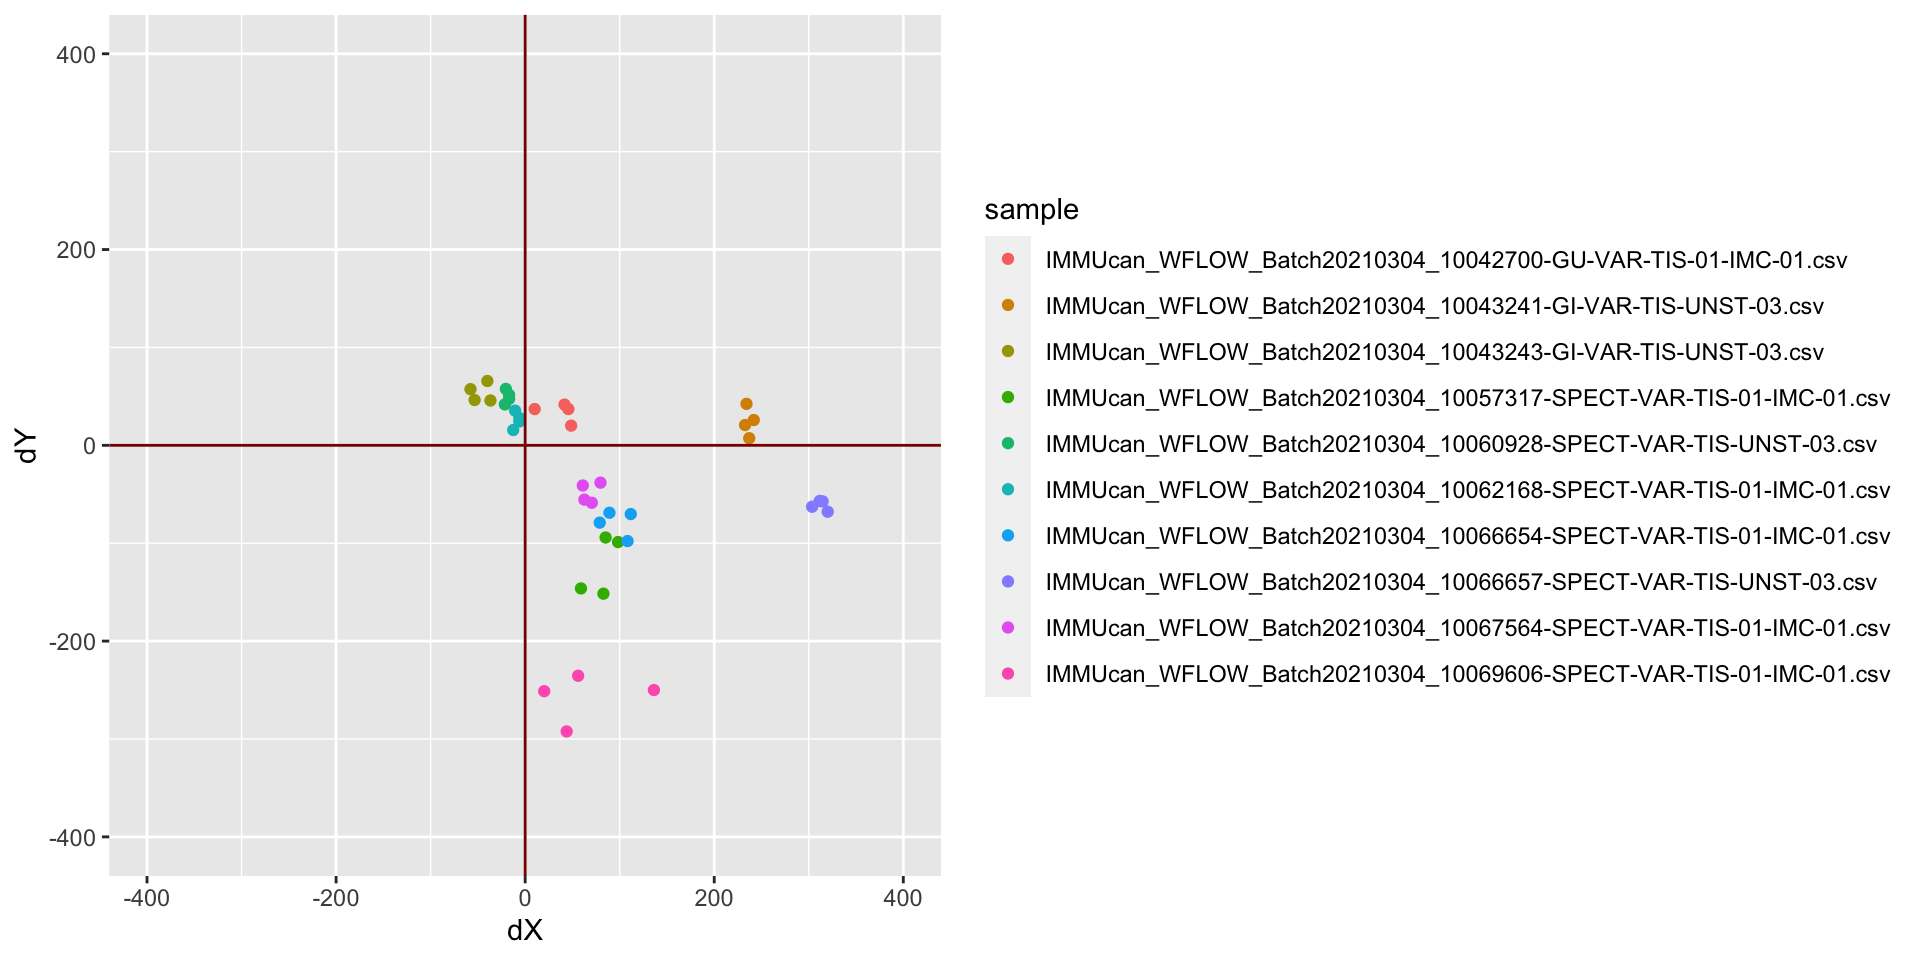 400
200
0
-200
-400
dY
-400
-200
0
200
400
dX
sample
IMMUcan_WFLOW_Batch20210304_10042700-GU-VAR-TIS-01-IMC-01.csv
IMMUcan_WFLOW_Batch20210304_10043241-GI-VAR-TIS-UNST-03.csv
IMMUcan_WFLOW_Batch20210304_10043243-GI-VAR-TIS-UNST-03.csv
IMMUcan_WFLOW_Batch20210304_10057317-SPECT-VAR-TIS-01-IMC-01.csv
IMMUcan_WFLOW_Batch20210304_10060928-SPECT-VAR-TIS-UNST-03.csv
IMMUcan_WFLOW_Batch20210304_10062168-SPECT-VAR-TIS-01-IMC-01.csv
IMMUcan_WFLOW_Batch20210304_10066654-SPECT-VAR-TIS-01-IMC-01.csv
IMMUcan_WFLOW_Batch20210304_10066657-SPECT-VAR-TIS-UNST-03.csv
IMMUcan_WFLOW_Batch20210304_10067564-SPECT-VAR-TIS-01-IMC-01.csv
IMMUcan_WFLOW_Batch20210304_10069606-SPECT-VAR-TIS-01-IMC-01.csv